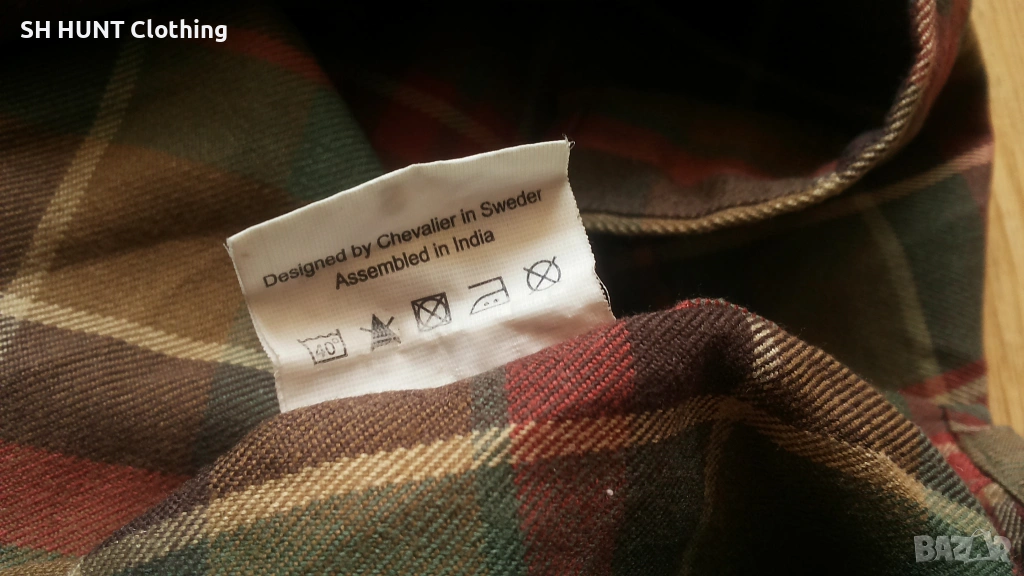 SH HUNT Clothing
Designed by Chevalier in Sweder
Assembled in India
40°
BAZAR